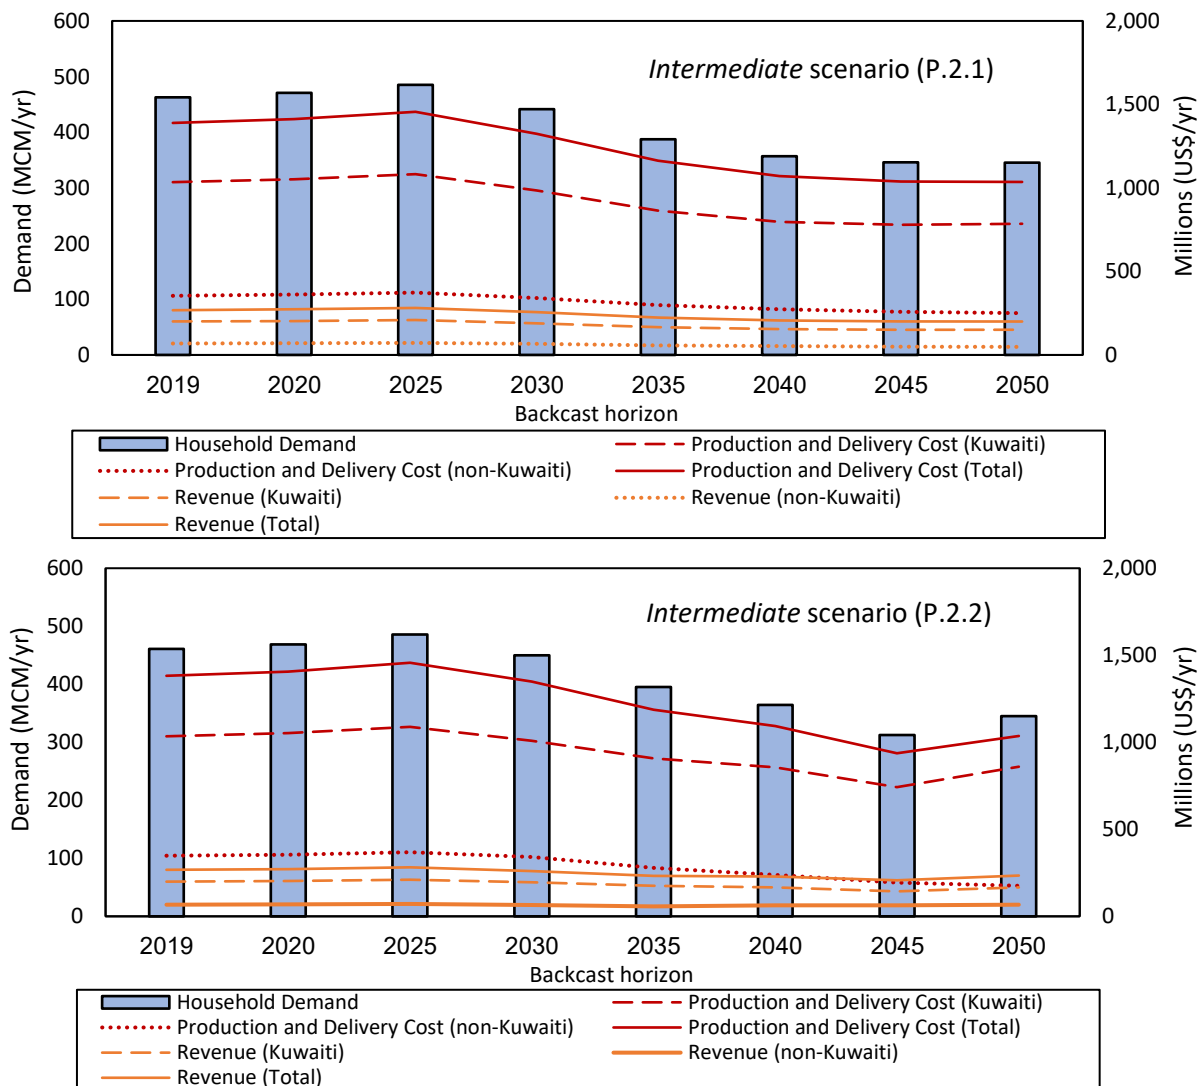 600
2,000
Intermediate scenario (P.2.1)
500
1,500
400
300
1,000
200
500
100
0
0
Demand (MCM/yr)
Millions (US$/yr)
2019 2020 2025 2030 2035 2040 2045 2050
Backcast horizon
Household Demand
Production and Delivery Cost (Kuwaiti)
Production and Delivery Cost (non-Kuwaiti)
Production and Delivery Cost (Total)
Revenue (Kuwaiti)
Revenue (non-Kuwaiti)
Revenue (Total)
600
2,000
Intermediate scenario (P.2.2)
500
1,500
400
300
1,000
200
500
100
0
0
Demand (MCM/yr)
Millions (US$/yr)
2019 2020 2025 2030 2035 2040 2045 2050
Backcast horizon
Household Demand
Production and Delivery Cost (Kuwaiti)
Production and Delivery Cost (non-Kuwaiti)
Production and Delivery Cost (Total)
Revenue (Kuwaiti)
Revenue (non-Kuwaiti)
Revenue (Total)